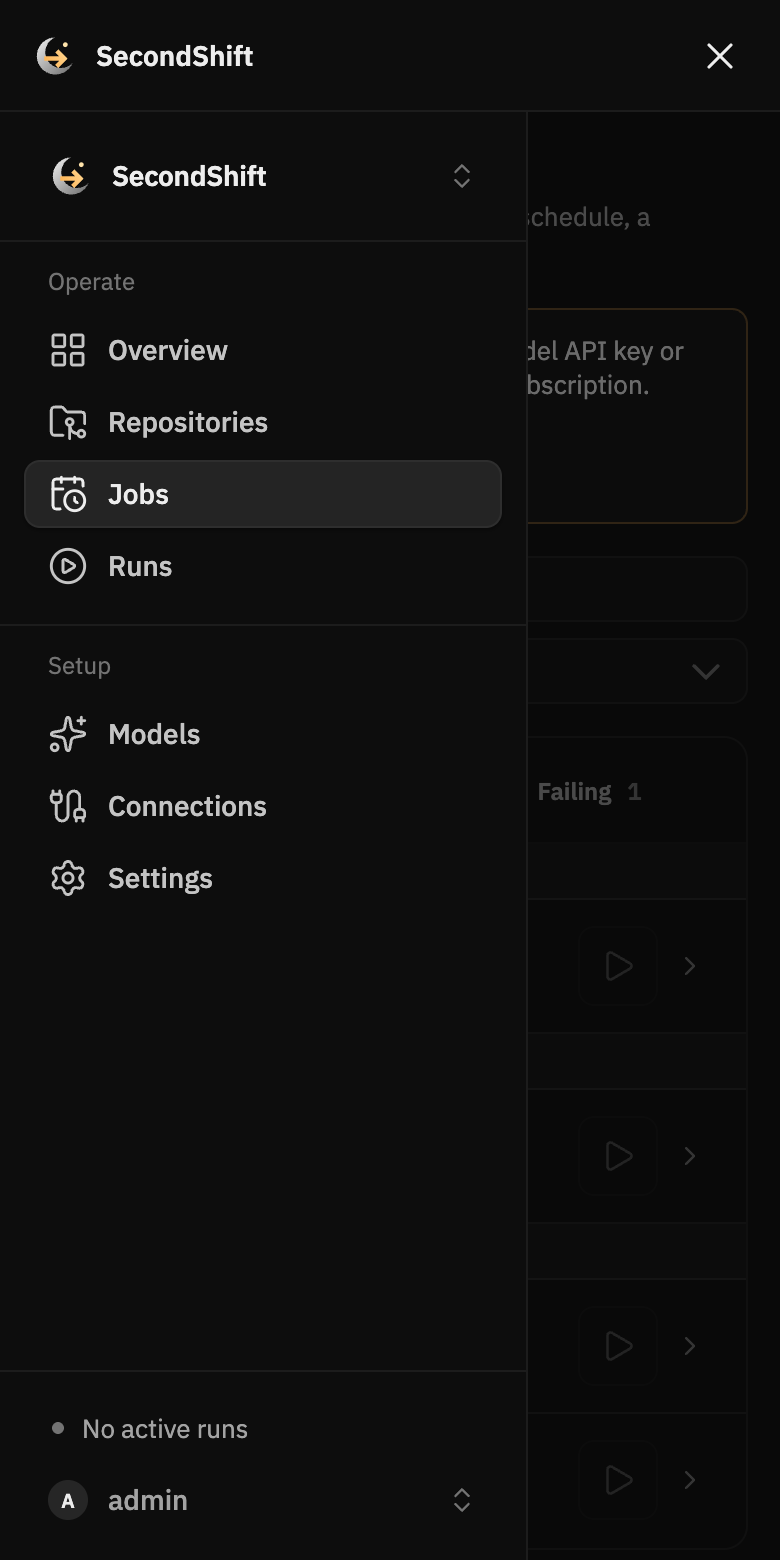 SecondShift
SecondShift
schedule, a
Operate
API key or
Overview
bscription.
Repositories
Jobs
Runs
Setup
Models
Failing 1
Connections
Settings
No active runs
A admin